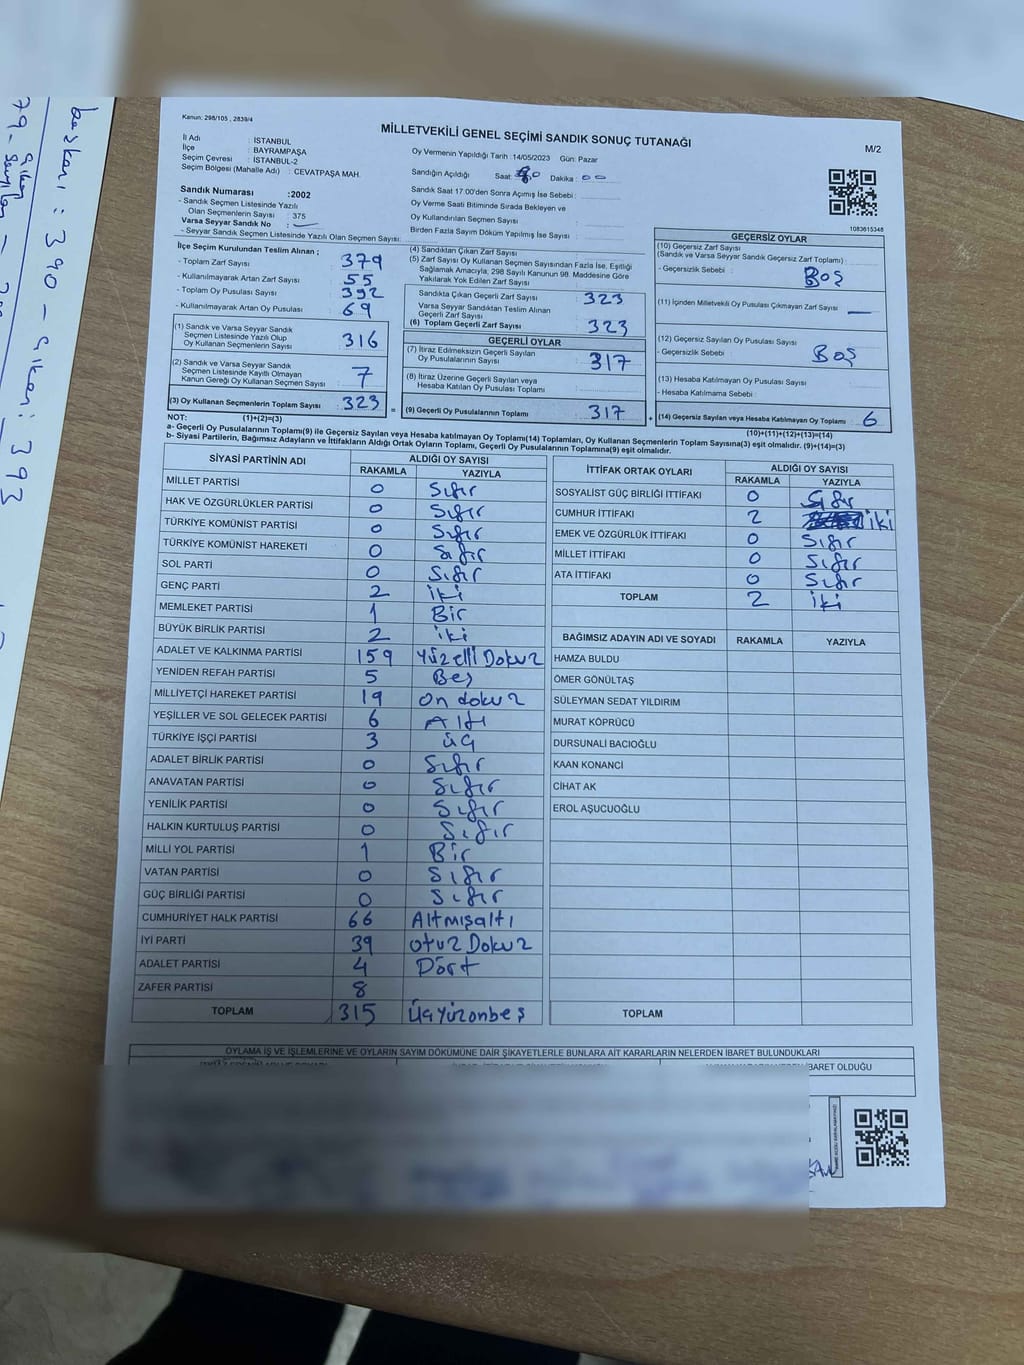 Kanun: 298/105 , 2839/4
MİLLETVEKİLİ GENEL SEÇİMİ SANDIK SONUÇ TUTANAĞI
M/2
İl Adı : İSTANBUL
İlçe : BAYRAMPAŞA
Seçim Çevresi : İSTANBUL-2
Seçim Bölgesi (Mahalle Adı) : CEVATPAŞA MAH.
Sandık Numarası :2002
- Sandık Seçmen Listesinde Yazılı
Olan Seçmenlerin Sayısı : 375
Varsa Seyyar Sandık No :
- Seyyar Sandık Seçmen Listesinde Yazılı Olan Seçmen Sayısı:
Oy Vermenin Yapıldığı Tarih :14/05/2023 Gün: Pazar
Sandığın Açıldığı Saat: Dakika : 00
Sandık Saat 17.00'den Sonra Açımış İse Sebebi :
Oy Verme Saati Bitiminde Sırada Bekleyen ve
Oy Kullandırılan Seçmen Sayısı :
Birden Fazla Sayım Döküm Yapılmış İse Sayısı :
1083615348
İlçe Seçim Kurulundan Teslim Alınan ;
- Toplam Zarf Sayısı : 379
- Kullanılmayarak Artan Zarf Sayısı : 55
- Toplam Oy Pusulası Sayısı : 392
- Kullanılmayarak Artan Oy Pusulası : 69
(1) Sandık ve Varsa Seyyar Sandık
Seçmen Listesinde Yazılı Olup
Oy Kullanan Seçmenlerin Sayısı : 316
(2) Sandık ve Varsa Seyyar Sandık
Seçmen Listesinde Kayıtlı Olmayan
Kanun Gereği Oy Kullanan Seçmen Sayısı : 7
(3) Oy Kullanan Seçmenlerin Toplam Sayısı : 323
(4) Sandıktan Çıkan Zarf Sayısı :
(5) Zarf Sayısı Oy Kullanan Seçmen Sayısından Fazla İse, Eşitliği
Sağlamak Amacıyla, 298 Sayılı Kanunun 98. Maddesine Göre
Yakılarak Yok Edilen Zarf Sayısı :
Sandıkta Çıkan Geçerli Zarf Sayısı : 323
Varsa Seyyar Sandıktan Teslim Alınan
Geçerli Zarf Sayısı :
(6) Toplam Geçerli Zarf Sayısı : 323
GEÇERLİ OYLAR
(7) İtiraz Edilmeksizin Geçerli Sayılan
Oy Pusulalarının Sayısı : 317
(8) İtiraz Üzerine Geçerli Sayılan veya
Hesaba Katılan Oy Pusulası Toplamı :
= (9) Geçerli Oy Pusulalarının Toplamı : 317
GEÇERSİZ OYLAR
(10) Geçersiz Zarf Sayısı
(Sandık ve Varsa Seyyar Sandık Geçersiz Zarf Toplamı) :
- Geçersizlik Sebebi : Boş
(11) İçinden Milletvekili Oy Pusulası Çıkmayan Zarf Sayısı :
(12) Geçersiz Sayılan Oy Pusulası Sayısı :
- Geçersizlik Sebebi : Boş
(13) Hesaba Katılmayan Oy Pusulası Sayısı :
- Hesaba Katılmama Sebebi :
+ (14) Geçersiz Sayılan veya Hesaba Katılmayan Oy Toplamı : 6
NOT: (1)+(2)=(3)
(10)+(11)+(12)+(13)=(14)
a- Geçerli Oy Pusulalarının Toplamı(9) ile Geçersiz Sayılan veya Hesaba katılmayan Oy Toplamı(14) Toplamları, Oy Kullanan Seçmenlerin Toplam Sayısına(3) eşit olmalıdır. (9)+(14)=(3)
b- Siyasi Partilerin, Bağımsız Adayların ve İttifakların Aldığı Ortak Oyların Toplamı, Geçerli Oy Pusulalarının Toplamına(9) eşit olmalıdır.
SİYASİ PARTİNİN ADI ALDIĞI OY SAYISI
RAKAMLA YAZIYLA
MİLLET PARTİSİ 0 Sıfır
HAK VE ÖZGÜRLÜKLER PARTİSİ 0 Sıfır
TÜRKİYE KOMÜNİST PARTİSİ 0 Sıfır
TÜRKİYE KOMÜNİST HAREKETİ 0 Sıfır
SOL PARTİ 0 Sıfır
GENÇ PARTİ 2 iki
MEMLEKET PARTİSİ 1 Bir
BÜYÜK BİRLİK PARTİSİ 2 iki
ADALET VE KALKINMA PARTİSİ 159 Yüzelli Dokuz
YENİDEN REFAH PARTİSİ 5 Beş
MİLLİYETÇİ HAREKET PARTİSİ 19 On dokuz
YEŞİLLER VE SOL GELECEK PARTİSİ 6 Altı
TÜRKİYE İŞÇİ PARTİSİ 3 üç
ADALET BİRLİK PARTİSİ 0 Sıfır
ANAVATAN PARTİSİ 0 Sıfır
YENİLİK PARTİSİ 0 Sıfır
HALKIN KURTULUŞ PARTİSİ 0 Sıfır
MİLLİ YOL PARTİSİ 1 Bir
VATAN PARTİSİ 0 Sıfır
GÜÇ BİRLİĞİ PARTİSİ 0 Sıfır
CUMHURİYET HALK PARTİSİ 66 Altmışaltı
İYİ PARTİ 39 otuz Dokuz
ADALET PARTİSİ 4 Dört
ZAFER PARTİSİ 8
TOPLAM 315 Üçyüzonbeş
İTTİFAK ORTAK OYLARI ALDIĞI OY SAYISI
RAKAMLA YAZIYLA
SOSYALİST GÜÇ BİRLİĞİ İTTİFAKI 0 Sıfır
CUMHUR İTTİFAKI 2 iki
EMEK VE ÖZGÜRLÜK İTTİFAKI 0 Sıfır
MİLLET İTTİFAKI 0 Sıfır
ATA İTTİFAKI 0 Sıfır
TOPLAM 2 iki
BAĞIMSIZ ADAYIN ADI VE SOYADI RAKAMLA YAZIYLA
HAMZA BULDU
ÖMER GÖNÜLTAŞ
SÜLEYMAN SEDAT YILDIRIM
MURAT KÖPRÜCÜ
DURSUNALİ BACIOĞLU
KAAN KONANCİ
CİHAT AK
EROL AŞUCUOĞLU
TOPLAM
OYLAMA İŞ VE İŞLEMLERİNE VE OYLARIN SAYIM DÖKÜMÜNE DAİR ŞİKAYETLERLE BUNLARA AİT KARARLARIN NELERDEN İBARET BULUNDUKLARI
İBARET OLDUĞU